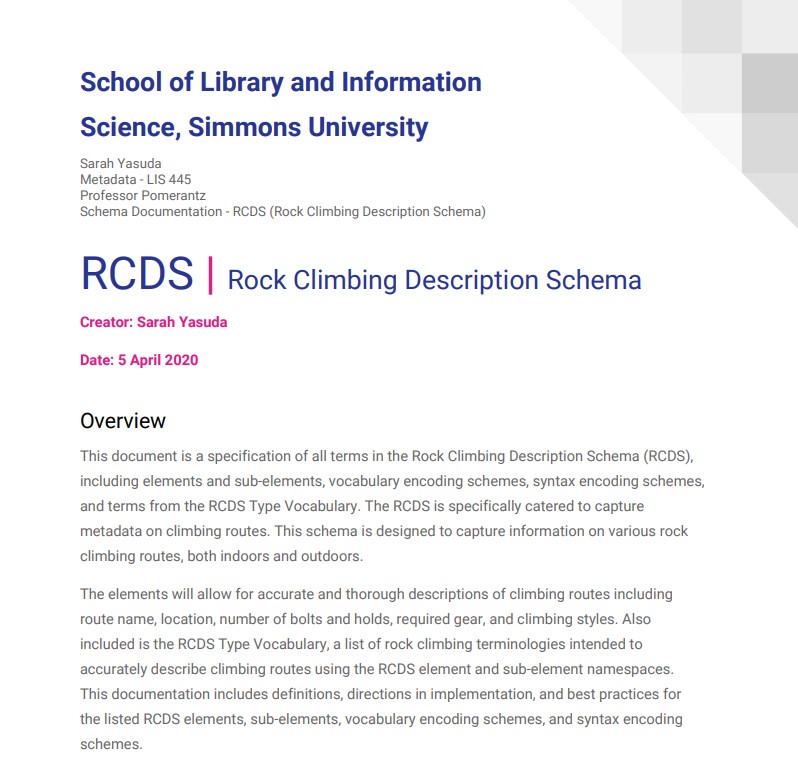 School of Library and Information
Science, Simmons University
Sarah Yasuda
Metadata - LIS 445
Professor Pomerantz
Schema Documentation - RCDS (Rock Climbing Description Schema)
RCDS | Rock Climbing Description Schema
Creator: Sarah Yasuda
Date: 5 April 2020
Overview
This document is a specification of all terms in the Rock Climbing Description Schema (RCDS),
including elements and sub-elements, vocabulary encoding schemes, syntax encoding schemes,
and terms from the RCDS Type Vocabulary. The RCDS is specifically catered to capture
metadata on climbing routes. This schema is designed to capture information on various rock
climbing routes, both indoors and outdoors.
The elements will allow for accurate and thorough descriptions of climbing routes including
route name, location, number of bolts and holds, required gear, and climbing styles. Also
included is the RCDS Type Vocabulary, a list of rock climbing terminologies intended to
accurately describe climbing routes using the RCDS element and sub-element namespaces.
This documentation includes definitions, directions in implementation, and best practices for
the listed RCDS elements, sub-elements, vocabulary encoding schemes, and syntax encoding
schemes.